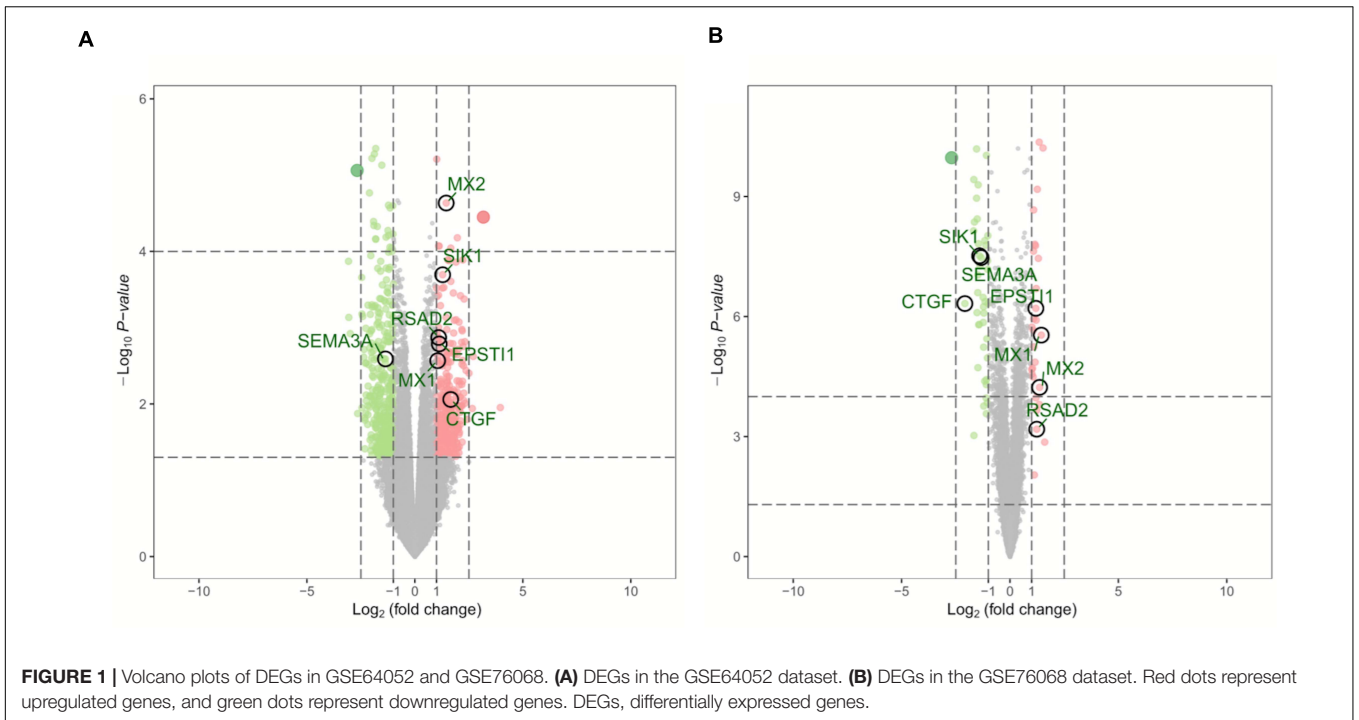 A
B
6
4
2
0
−Log10 P-value
MX2
SIK1
RSAD2
SEMA3A
EPSTI1
MX1
CTGF
−10
−5
−1
0
1
5
10
Log2 (fold change)
9
6
3
0
−Log10 P-value
SIK1
SEMA3A
CTGF
EPSTI1
MX1
MX2
RSAD2
−10
−5
−1
0
1
5
10
Log2 (fold change)
FIGURE 1 | Volcano plots of DEGs in GSE64052 and GSE76068. (A) DEGs in the GSE64052 dataset. (B) DEGs in the GSE76068 dataset. Red dots represent
upregulated genes, and green dots represent downregulated genes. DEGs, differentially expressed genes.